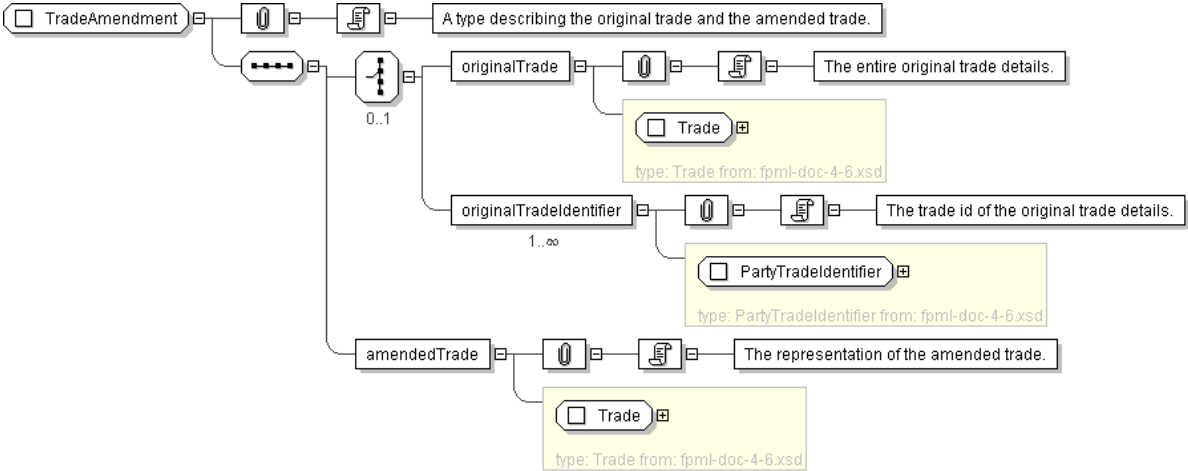 TradeAmendment
A type describing the original trade and the amended trade.
0..1
originalTrade
The entire original trade details.
Trade
type: Trade from: fpml-doc-4-6.xsd
originalTradeIdentifier
The trade id of the original trade details.
1..∞
PartyTradeIdentifier
type: PartyTradeIdentifier from: fpml-doc-4-6.xsd
amendedTrade
The representation of the amended trade.
Trade
type: Trade from: fpml-doc-4-6.xsd